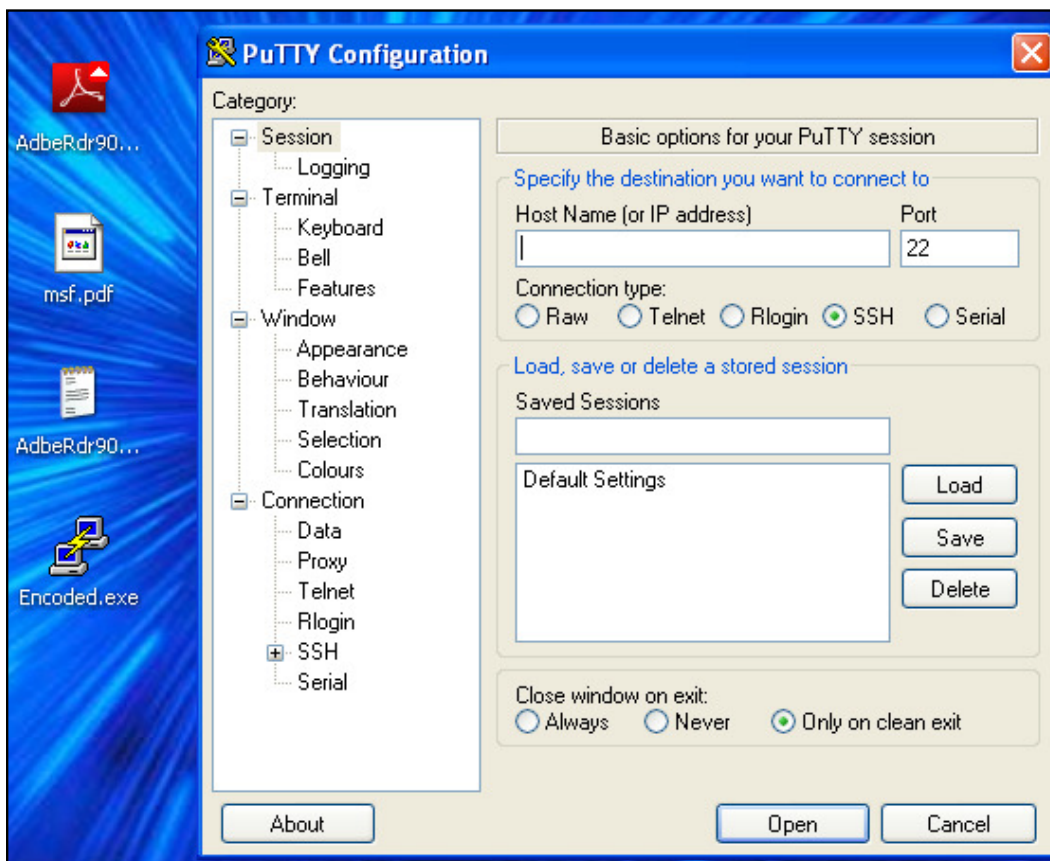 AdbeRdr90...
msf.pdf
AdbeRdr90...
Encoded.exe
PuTTY Configuration
Category:
Session
Logging
Terminal
Keyboard
Bell
Features
Window
Appearance
Behaviour
Translation
Selection
Colours
Connection
Data
Proxy
Telnet
Rlogin
SSH
Serial
Basic options for your PuTTY session
Specify the destination you want to connect to
Host Name (or IP address) Port
22
Connection type:
Raw Telnet Rlogin SSH Serial
Load, save or delete a stored session
Saved Sessions
Default Settings
Load
Save
Delete
Close window on exit:
Always Never Only on clean exit
About Open Cancel